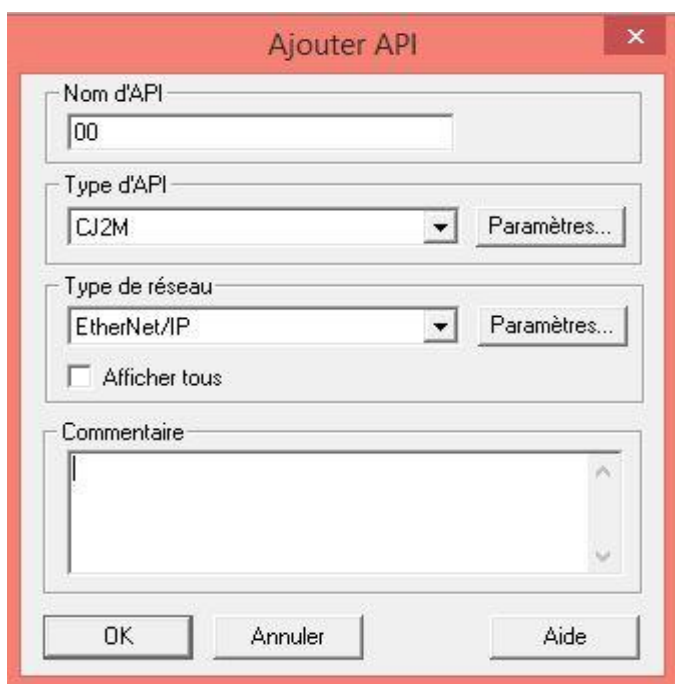 Ajouter API
Nom d'API
00
Type d'API
CJ2M
Paramètres...
Type de réseau
EtherNet/IP
Paramètres...
Afficher tous
Commentaire
OK Annuler Aide